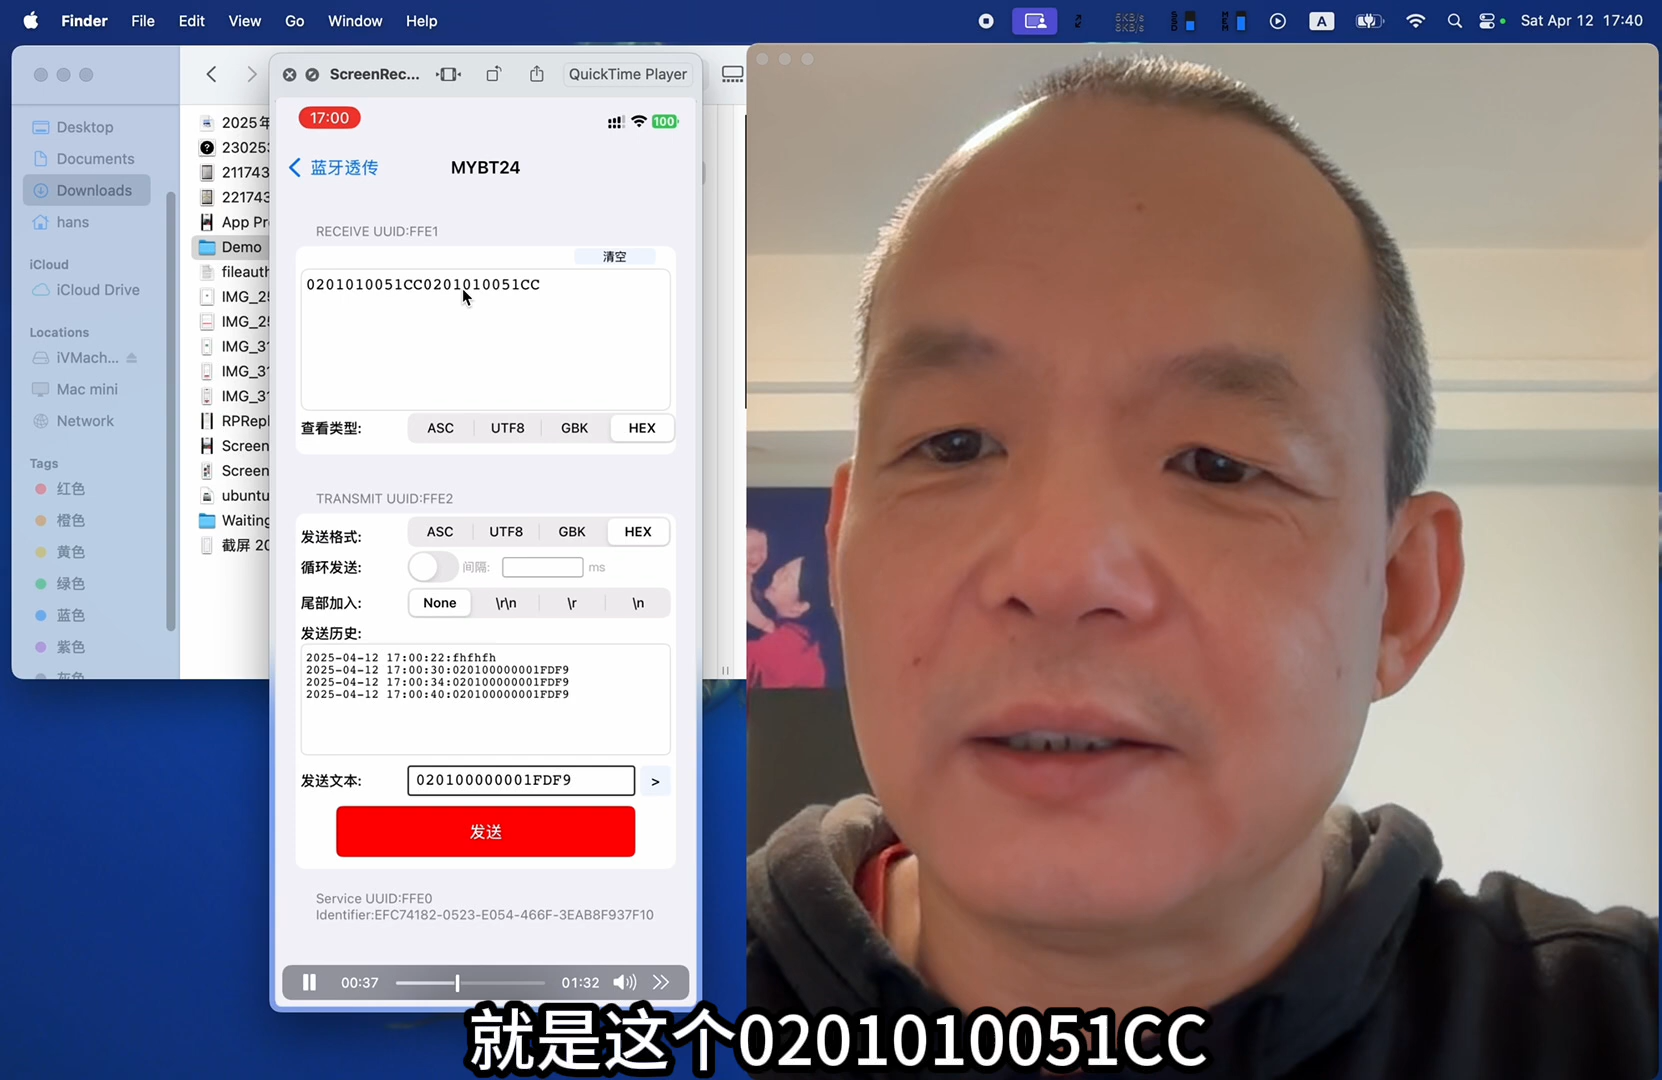 Finder File Edit View Go Window Help
6KB/s
8KB/s
A
Sat Apr 12 17:40
ScreenRec...
QuickTime Player
Desktop
Documents
Downloads
hans
iCloud
iCloud Drive
Locations
iVMach...
Mac mini
Network
Tags
红色
橙色
黄色
绿色
蓝色
紫色
灰色
2025年
23025
211743
221743
App Pr
Demo
fileauth
IMG_25
IMG_25
IMG_31
IMG_31
IMG_31
RPRepl
Screen
Screen
ubuntu
Waiting
截屏 20
17:00
100
蓝牙透传
MYBT24
RECEIVE UUID:FFE1
清空
0201010051CC0201010051CC
查看类型: ASC UTF8 GBK HEX
TRANSMIT UUID:FFE2
发送格式: ASC UTF8 GBK HEX
循环发送: 间隔: ms
尾部加入: None \r\n \r \n
发送历史:
2025-04-12 17:00:22:fhfhfh
2025-04-12 17:00:30:020100000001FDF9
2025-04-12 17:00:34:020100000001FDF9
2025-04-12 17:00:40:020100000001FDF9
发送文本: 020100000001FDF9 >
发送
Service UUID:FFE0
Identifier:EFC74182-0523-E054-466F-3EAB8F937F10
00:37
01:32
就是这个0201010051CC